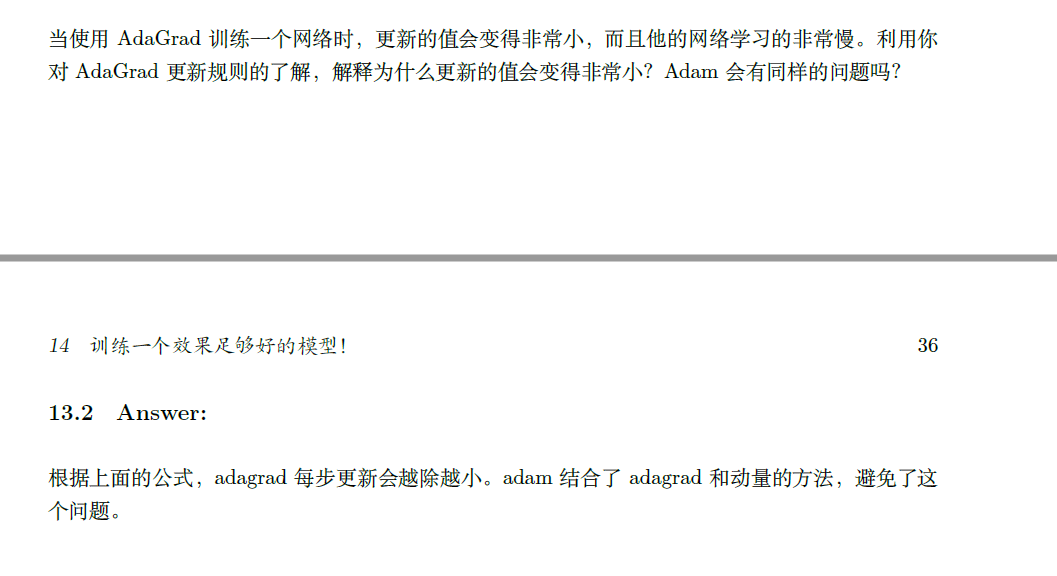 当使用 AdaGrad 训练一个网络时，更新的值会变得非常小，而且他的网络学习的非常慢。利用你
对 AdaGrad 更新规则的了解，解释为什么更新的值会变得非常小？Adam 会有同样的问题吗？
14 训练一个效果足够好的模型！ 36
13.2 Answer:
根据上面的公式，adagrad 每步更新会越除越小。adam 结合了 adagrad 和动量的方法，避免了这
个问题。